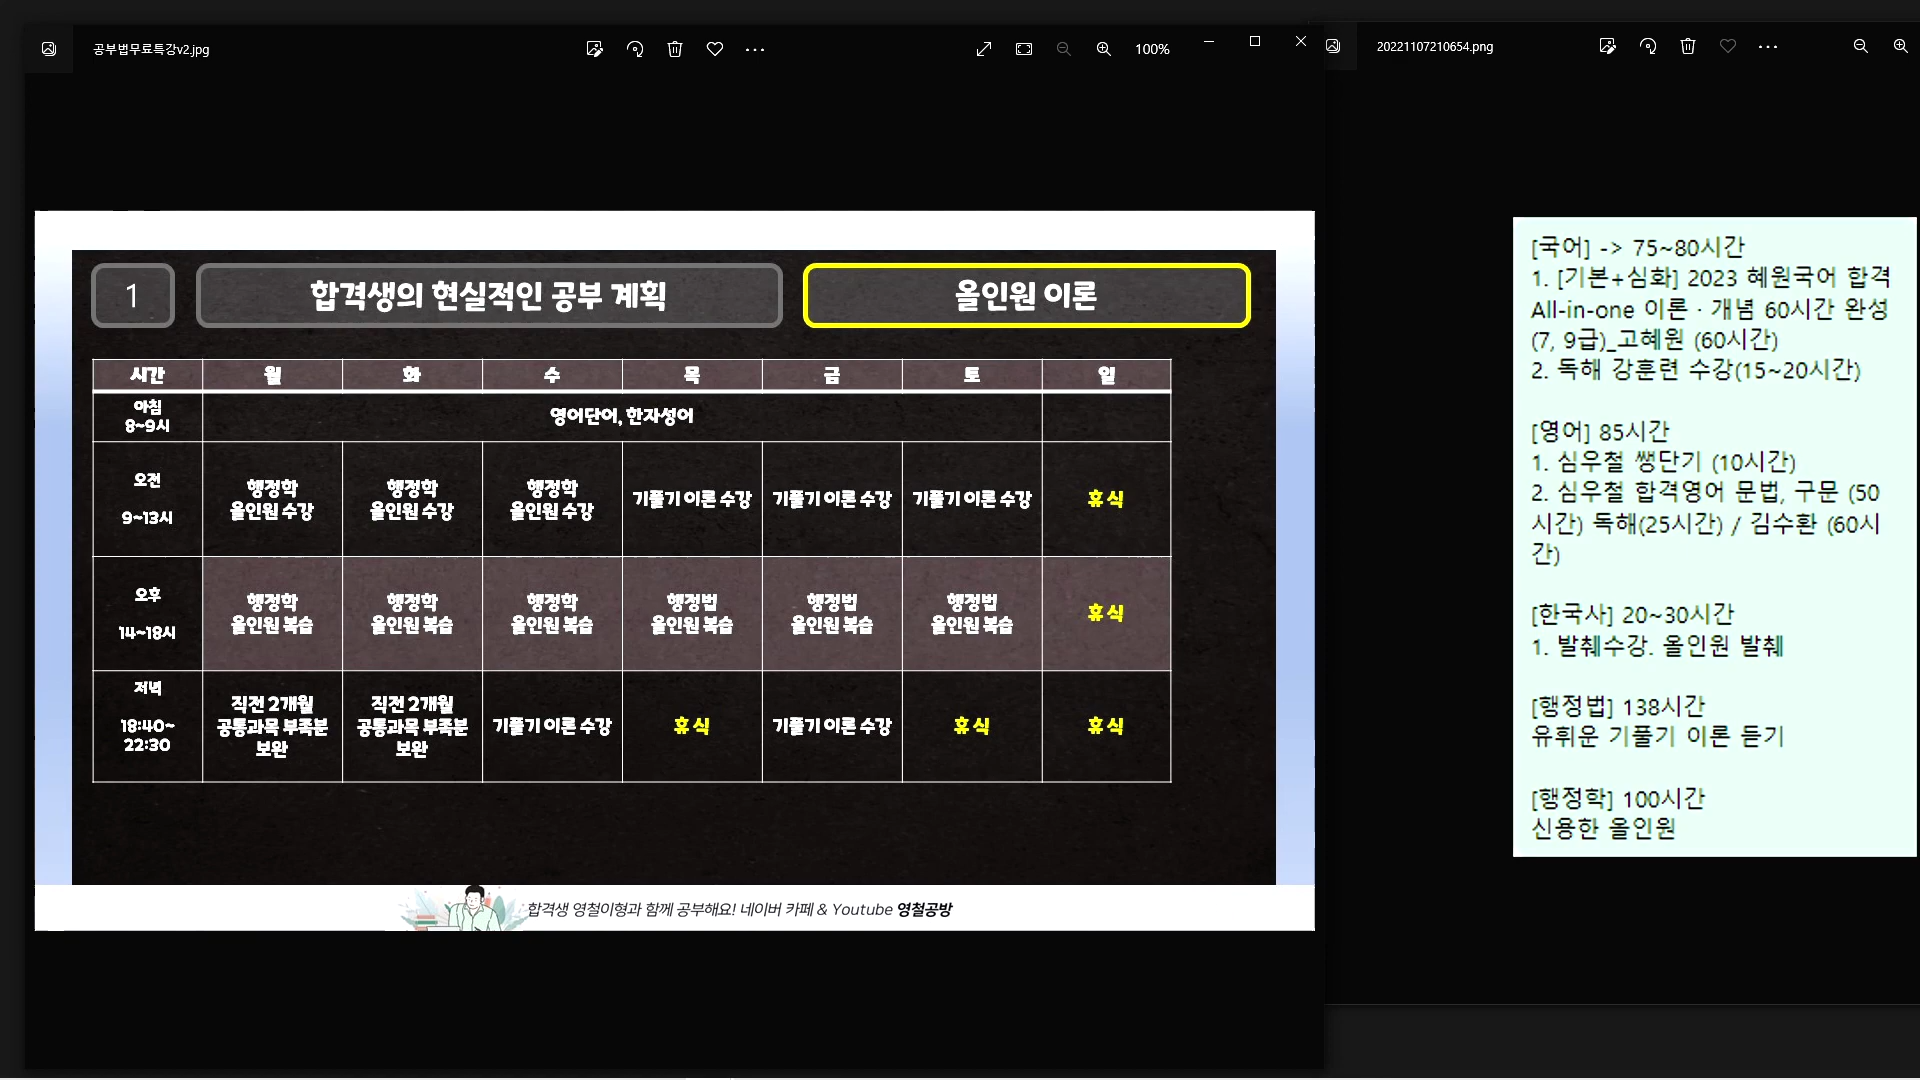 공부법무료특강v2.jpg
100%
20221107210654.png
1
합격생의 현실적인 공부 계획
올인원 이론
시간 월 화 수 목 금 토 일
아침
8~9시
영어단어, 한자성어
오전
9~13시
행정학
올인원 수강
행정학
올인원 수강
행정학
올인원 수강
기풀기 이론 수강
기풀기 이론 수강
기풀기 이론 수강
휴식
오후
14~18시
행정학
올인원 복습
행정학
올인원 복습
행정학
올인원 복습
행정법
올인원 복습
행정법
올인원 복습
행정법
올인원 복습
휴식
저녁
18:40~
22:30
직전 2개월
공통과목 부족분
보완
직전 2개월
공통과목 부족분
보완
기풀기 이론 수강
휴식
기풀기 이론 수강
휴식
휴식
합격생 영철이형과 함께 공부해요! 네이버 카페 & Youtube 영철공방
[국어] -> 75~80시간
1. [기본+심화] 2023 혜원국어 합격
All-in-one 이론 · 개념 60시간 완성
(7, 9급)_고혜원 (60시간)
2. 독해 강훈련 수강(15~20시간)
[영어] 85시간
1. 심우철 쌩단기 (10시간)
2. 심우철 합격영어 문법, 구문 (50
시간) 독해(25시간) / 김수환 (60시
간)
[한국사] 20~30시간
1. 발췌수강. 올인원 발췌
[행정법] 138시간
유휘운 기풀기 이론 듣기
[행정학] 100시간
신용한 올인원